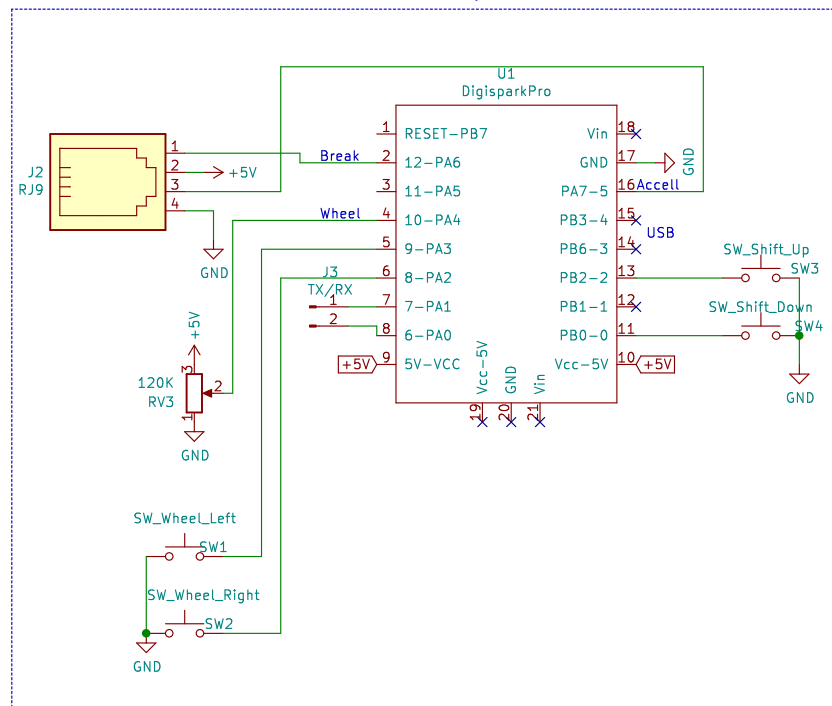 U1
DigisparkPro
J2
RJ9
1
2
3
4
+5V
GND
Break
Wheel
Accell
USB
1
2
3
4
5
6
7
8
9
RESET-PB7
12-PA6
11-PA5
10-PA4
9-PA3
8-PA2
7-PA1
6-PA0
5V-VCC
Vin
GND
PA7-5
PB3-4
PB6-3
PB2-2
PB1-1
PB0-0
Vcc-5V
18
17
16
15
14
13
12
11
10
GND
+5V
+5V
Vcc-5V
GND
Vin
19
20
21
J3
TX/RX
1
2
+5V
120K
RV3
3
2
1
GND
SW_Shift_Up
SW3
SW_Shift_Down
SW4
GND
SW_Wheel_Left
SW1
SW_Wheel_Right
SW2
GND